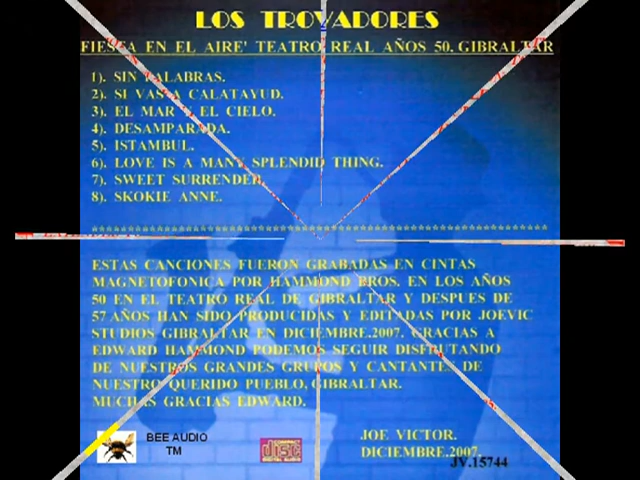 LOS TROVADORES
FIESTA EN EL AIRE' TEATRO REAL AÑOS 50. GIBRALTAR
1). SIN PALABRAS.
2). SI VAS A CALATAYUD.
3). EL MAR Y EL CIELO.
4). DESAMPARADA.
5). ISTAMBUL.
6). LOVE IS A MANY SPLENDID THING.
7). SWEET SURRENDER.
8). SKOKIE ANNE.
ESTAS CANCIONES FUERON GRABADAS EN CINTAS
MAGNETOFONICA POR HAMMOND BROS. EN LOS AÑOS
50 EN EL TEATRO REAL DE GIBRALTAR Y DESPUES DE
57 AÑOS HAN SIDO PRODUCIDAS Y EDITADAS POR JOEVIC
STUDIOS GIBRALTAR EN DICIEMBRE.2007. GRACIAS A
EDWARD HAMMOND PODEMOS SEGUIR DISFRUTANDO
DE NUESTROS GRANDES GRUPOS Y CANTANTE. DE
NUESTRO QUERIDO PUEBLO, GIBRALTAR.
MUCHAS GRACIAS EDWARD.
BEE AUDIO
TM
disc
JOE VICTOR.
DICIEMBRE.2007.
JV.15744